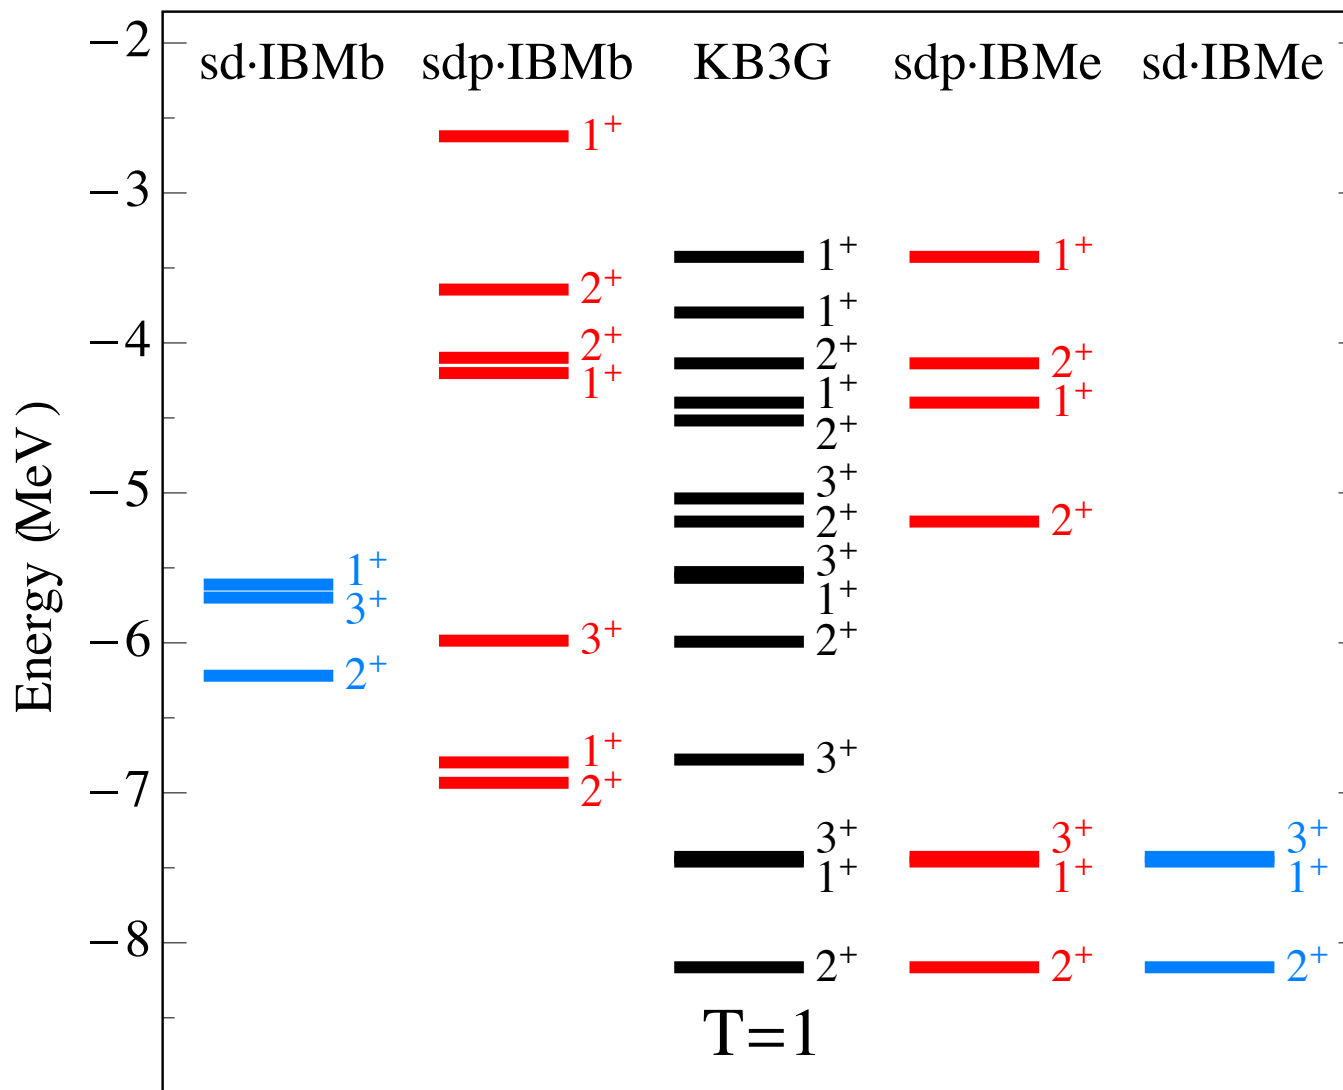 −2
sd·IBMb sdp·IBMb KB3G sdp·IBMe sd·IBMe
1⁺
−3
1⁺ 1⁺
1⁺
2⁺
−4
2⁺ 2⁺ 2⁺
1⁺ 1⁺ 1⁺
2⁺
3⁺
−5
2⁺ 2⁺
1⁺ 3⁺
3⁺ 1⁺
−6
3⁺ 2⁺
2⁺
1⁺ 3⁺
−7
2⁺
3⁺ 3⁺ 3⁺
1⁺ 1⁺ 1⁺
−8
2⁺ 2⁺ 2⁺
T=1
Energy (MeV)